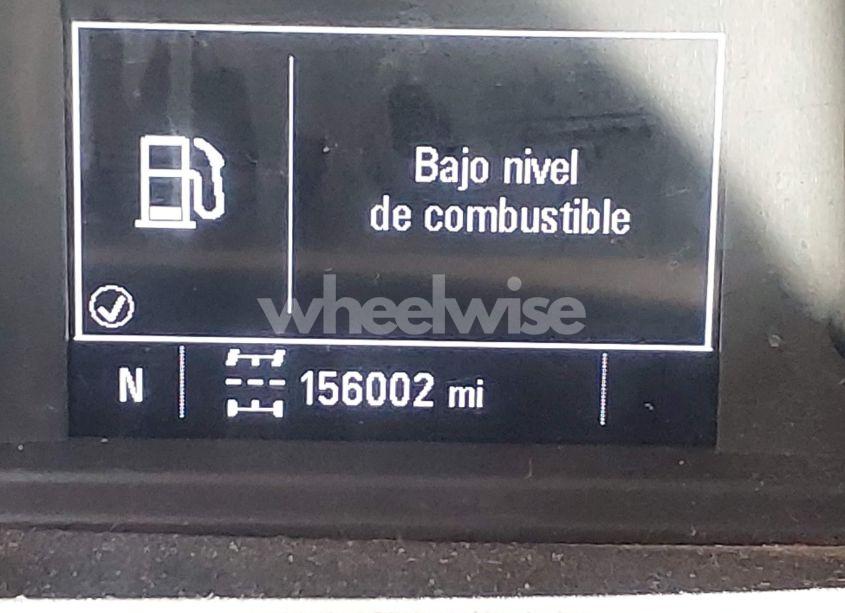 Bajo nivel
de combustible
wheelwise
N 156002 mi